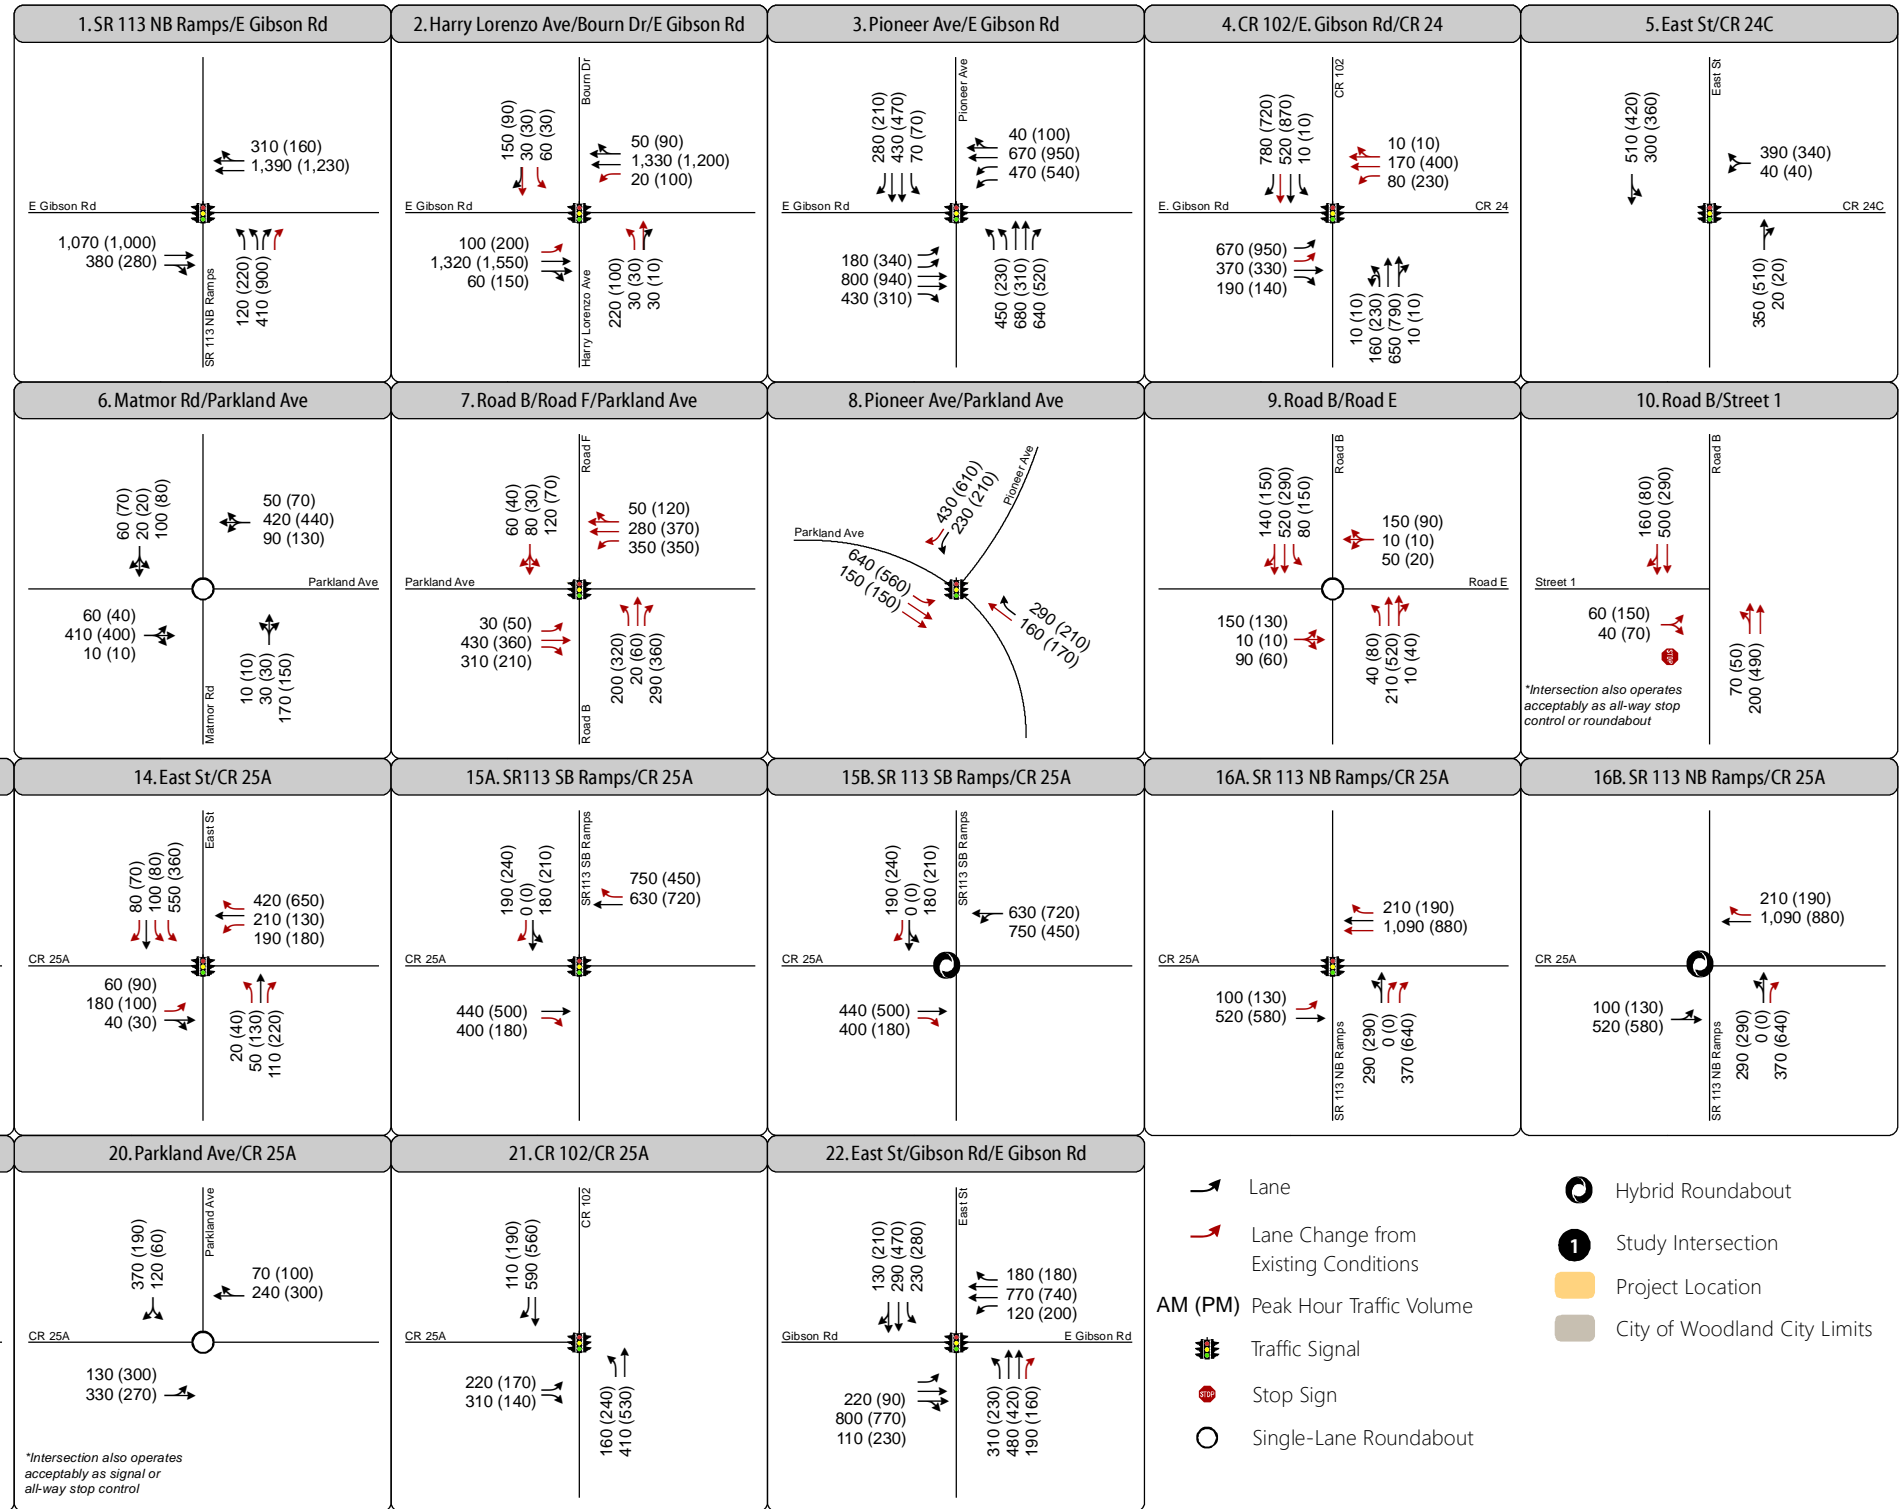 1. SR 113 NB Ramps/E Gibson Rd
310 (160)
1,390 (1,230)
E Gibson Rd
1,070 (1,000)
380 (280)
120 (220)
410 (900)
SR 113 NB Ramps
2. Harry Lorenzo Ave/Bourn Dr/E Gibson Rd
Bourn Dr
150 (90)
30 (30)
60 (30)
50 (90)
1,330 (1,200)
20 (100)
E Gibson Rd
100 (200)
1,320 (1,550)
60 (150)
220 (100)
30 (30)
30 (10)
Harry Lorenzo Ave
3. Pioneer Ave/E Gibson Rd
Pioneer Ave
280 (210)
430 (470)
70 (70)
40 (100)
670 (950)
470 (540)
E Gibson Rd
180 (340)
800 (940)
430 (310)
450 (230)
680 (310)
640 (520)
4. CR 102/E. Gibson Rd/CR 24
CR 102
780 (720)
520 (870)
10 (10)
10 (10)
170 (400)
80 (230)
E. Gibson Rd
CR 24
670 (950)
370 (330)
190 (140)
10 (10)
160 (230)
650 (790)
10 (10)
5. East St/CR 24C
East St
510 (420)
300 (360)
390 (340)
40 (40)
CR 24C
350 (510)
20 (20)
6. Matmor Rd/Parkland Ave
60 (70)
20 (20)
100 (80)
50 (70)
420 (440)
90 (130)
Parkland Ave
60 (40)
410 (400)
10 (10)
10 (10)
30 (30)
170 (150)
Matmor Rd
7. Road B/Road F/Parkland Ave
Road F
60 (40)
80 (30)
120 (70)
50 (120)
280 (370)
350 (350)
Parkland Ave
30 (50)
430 (360)
310 (210)
200 (320)
20 (60)
290 (360)
Road B
8. Pioneer Ave/Parkland Ave
Pioneer Ave
430 (610)
230 (210)
Parkland Ave
640 (560)
150 (150)
290 (210)
160 (170)
9. Road B/Road E
Road B
140 (150)
520 (290)
80 (150)
150 (90)
10 (10)
50 (20)
Road E
150 (130)
10 (10)
90 (60)
40 (80)
210 (520)
10 (40)
10. Road B/Street 1
Road B
160 (80)
500 (290)
Street 1
60 (150)
40 (70)
STOP
70 (50)
200 (490)
*Intersection also operates
acceptably as all-way stop
control or roundabout
14. East St/CR 25A
East St
80 (70)
100 (80)
550 (360)
420 (650)
210 (130)
190 (180)
CR 25A
60 (90)
180 (100)
40 (30)
20 (40)
50 (130)
110 (220)
15A. SR113 SB Ramps/CR 25A
SR113 SB Ramps
190 (240)
0 (0)
180 (210)
750 (450)
630 (720)
CR 25A
440 (500)
400 (180)
15B. SR 113 SB Ramps/CR 25A
SR113 SB Ramps
190 (240)
0 (0)
180 (210)
630 (720)
750 (450)
CR 25A
440 (500)
400 (180)
16A. SR 113 NB Ramps/CR 25A
210 (190)
1,090 (880)
CR 25A
100 (130)
520 (580)
290 (290)
0 (0)
370 (640)
SR 113 NB Ramps
16B. SR 113 NB Ramps/CR 25A
210 (190)
1,090 (880)
CR 25A
100 (130)
520 (580)
290 (290)
0 (0)
370 (640)
SR 113 NB Ramps
20. Parkland Ave/CR 25A
Parkland Ave
370 (190)
120 (60)
70 (100)
240 (300)
CR 25A
130 (300)
330 (270)
*Intersection also operates
acceptably as signal or
all-way stop control
21. CR 102/CR 25A
CR 102
110 (190)
590 (560)
CR 25A
220 (170)
310 (140)
160 (240)
410 (530)
22. East St/Gibson Rd/E Gibson Rd
East St
130 (210)
290 (470)
230 (280)
180 (180)
770 (740)
120 (200)
Gibson Rd
E Gibson Rd
220 (90)
800 (770)
110 (230)
310 (230)
480 (420)
190 (160)
Lane
Lane Change from
Existing Conditions
AM (PM) Peak Hour Traffic Volume
Traffic Signal
STOP Stop Sign
Single-Lane Roundabout
Hybrid Roundabout
1 Study Intersection
Project Location
City of Woodland City Limits